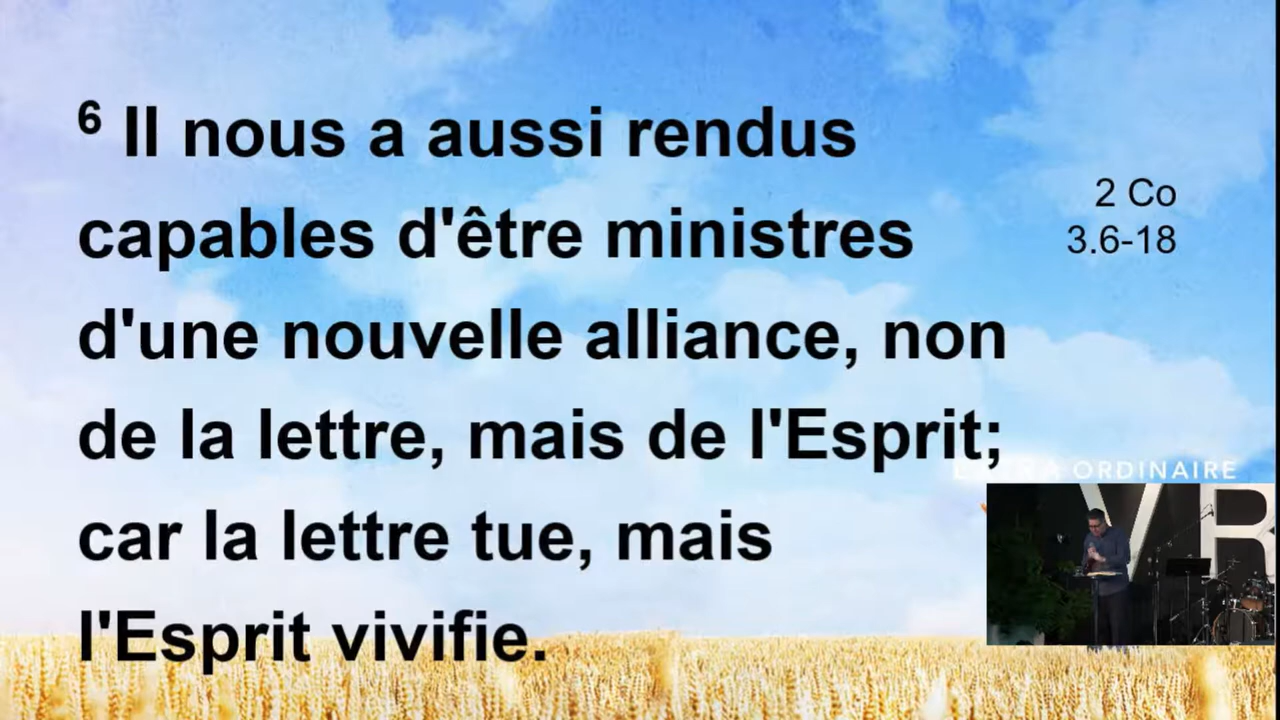 ⁶ Il nous a aussi rendus
capables d'être ministres
d'une nouvelle alliance, non
de la lettre, mais de l'Esprit;
car la lettre tue, mais
l'Esprit vivifie.
2 Co
3.6-18
ORDINAIRE